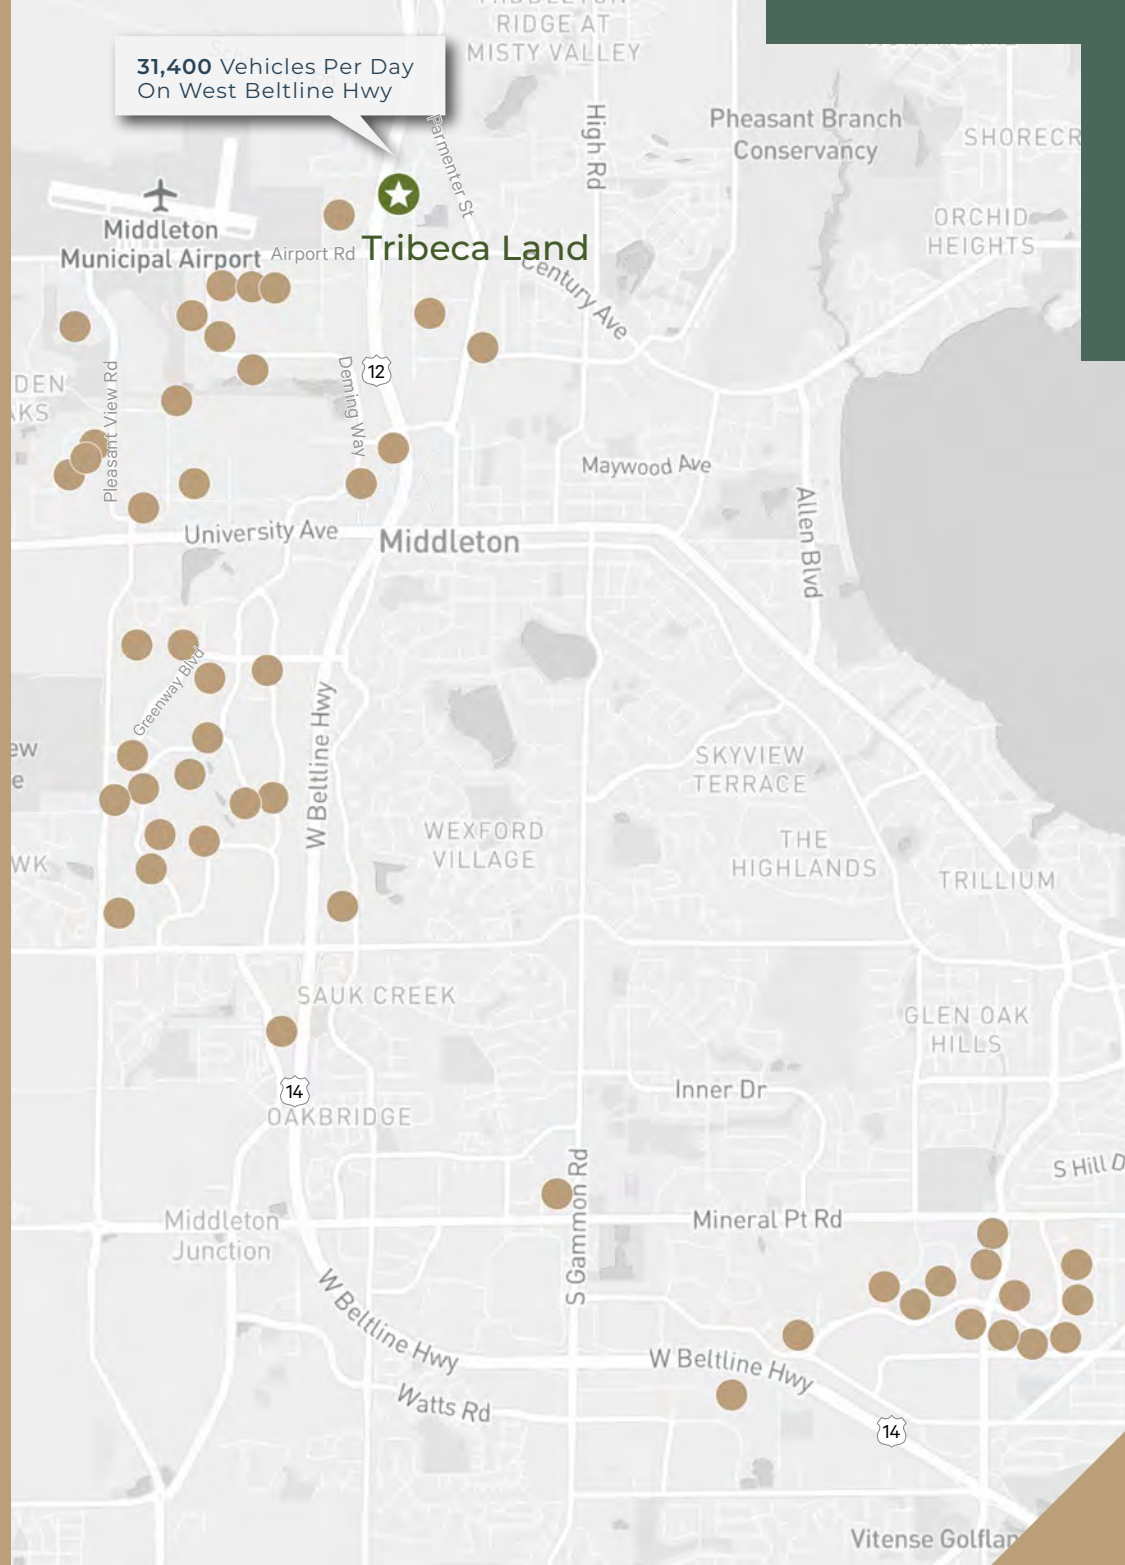 RIDGE AT
MISTY VALLEY
31,400 Vehicles Per Day
On West Beltline Hwy
Parmenter St
High Rd
Pheasant Branch
Conservancy
SHORECR
Middleton
Municipal Airport
Airport Rd
Tribeca Land
ORCHID
HEIGHTS
Century Ave
12
DEN
AKS
Pleasant View Rd
Deming Way
Maywood Ave
Allen Blvd
University Ave
Middleton
Greenway Blvd
W Beltline Hwy
ew
e
SKYVIEW
TERRACE
WEXFORD
VILLAGE
THE
HIGHLANDS
WK
TRILLIUM
SAUK CREEK
GLEN OAK
HILLS
14
OAKBRIDGE
Inner Dr
S Hill D
S Gammon Rd
Middleton
Junction
Mineral Pt Rd
W Beltline Hwy
W Beltline Hwy
Watts Rd
14
Vitense Golflan